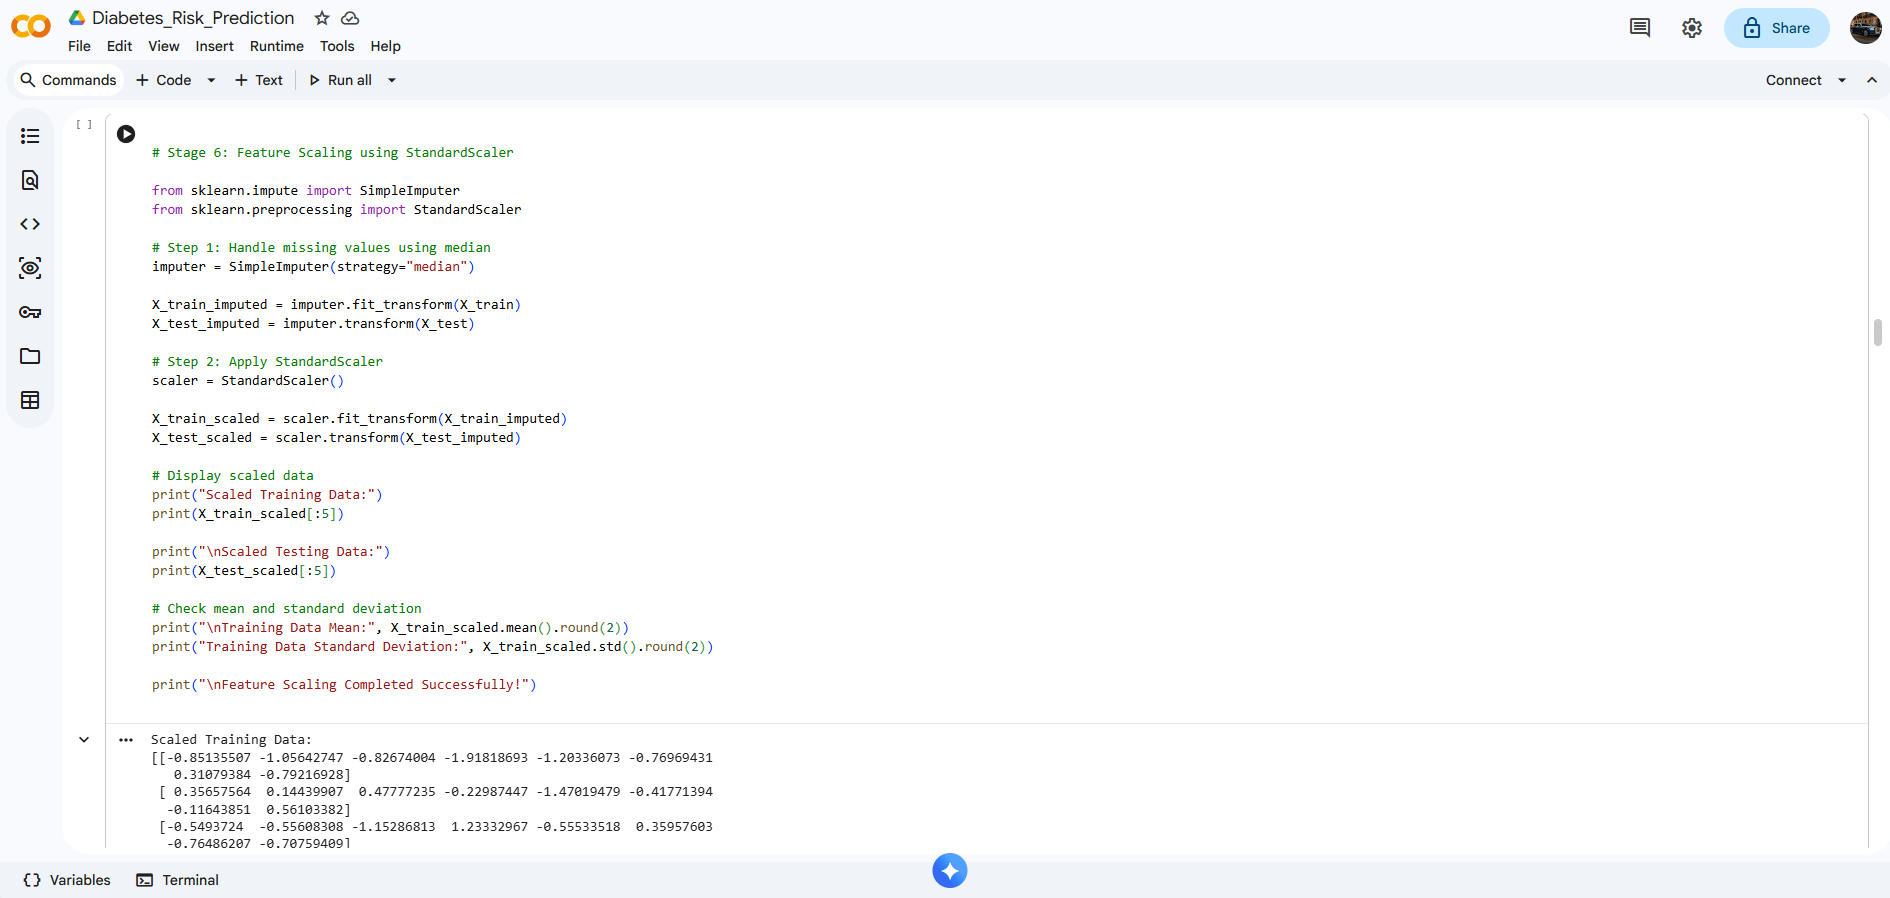 Diabetes_Risk_Prediction
File Edit View Insert Runtime Tools Help
Share
Commands + Code + Text Run all
Connect
[ ]
# Stage 6: Feature Scaling using StandardScaler
from sklearn.impute import SimpleImputer
from sklearn.preprocessing import StandardScaler
# Step 1: Handle missing values using median
imputer = SimpleImputer(strategy="median")
X_train_imputed = imputer.fit_transform(X_train)
X_test_imputed = imputer.transform(X_test)
# Step 2: Apply StandardScaler
scaler = StandardScaler()
X_train_scaled = scaler.fit_transform(X_train_imputed)
X_test_scaled = scaler.transform(X_test_imputed)
# Display scaled data
print("Scaled Training Data:")
print(X_train_scaled[:5])
print("\nScaled Testing Data:")
print(X_test_scaled[:5])
# Check mean and standard deviation
print("\nTraining Data Mean:", X_train_scaled.mean().round(2))
print("Training Data Standard Deviation:", X_train_scaled.std().round(2))
print("\nFeature Scaling Completed Successfully!")
Scaled Training Data:
[[-0.85135507 -1.05642747 -0.82674004 -1.91818693 -1.20336073 -0.76969431
0.31079384 -0.79216928]
[ 0.35657564 0.14439907 0.47777235 -0.22987447 -1.47019479 -0.41771394
-0.11643851 0.56103382]
[-0.5493724 -0.55608308 -1.15286813 1.23332967 -0.55533518 0.35957603
-0.76486207 -0.70759409]
Variables Terminal